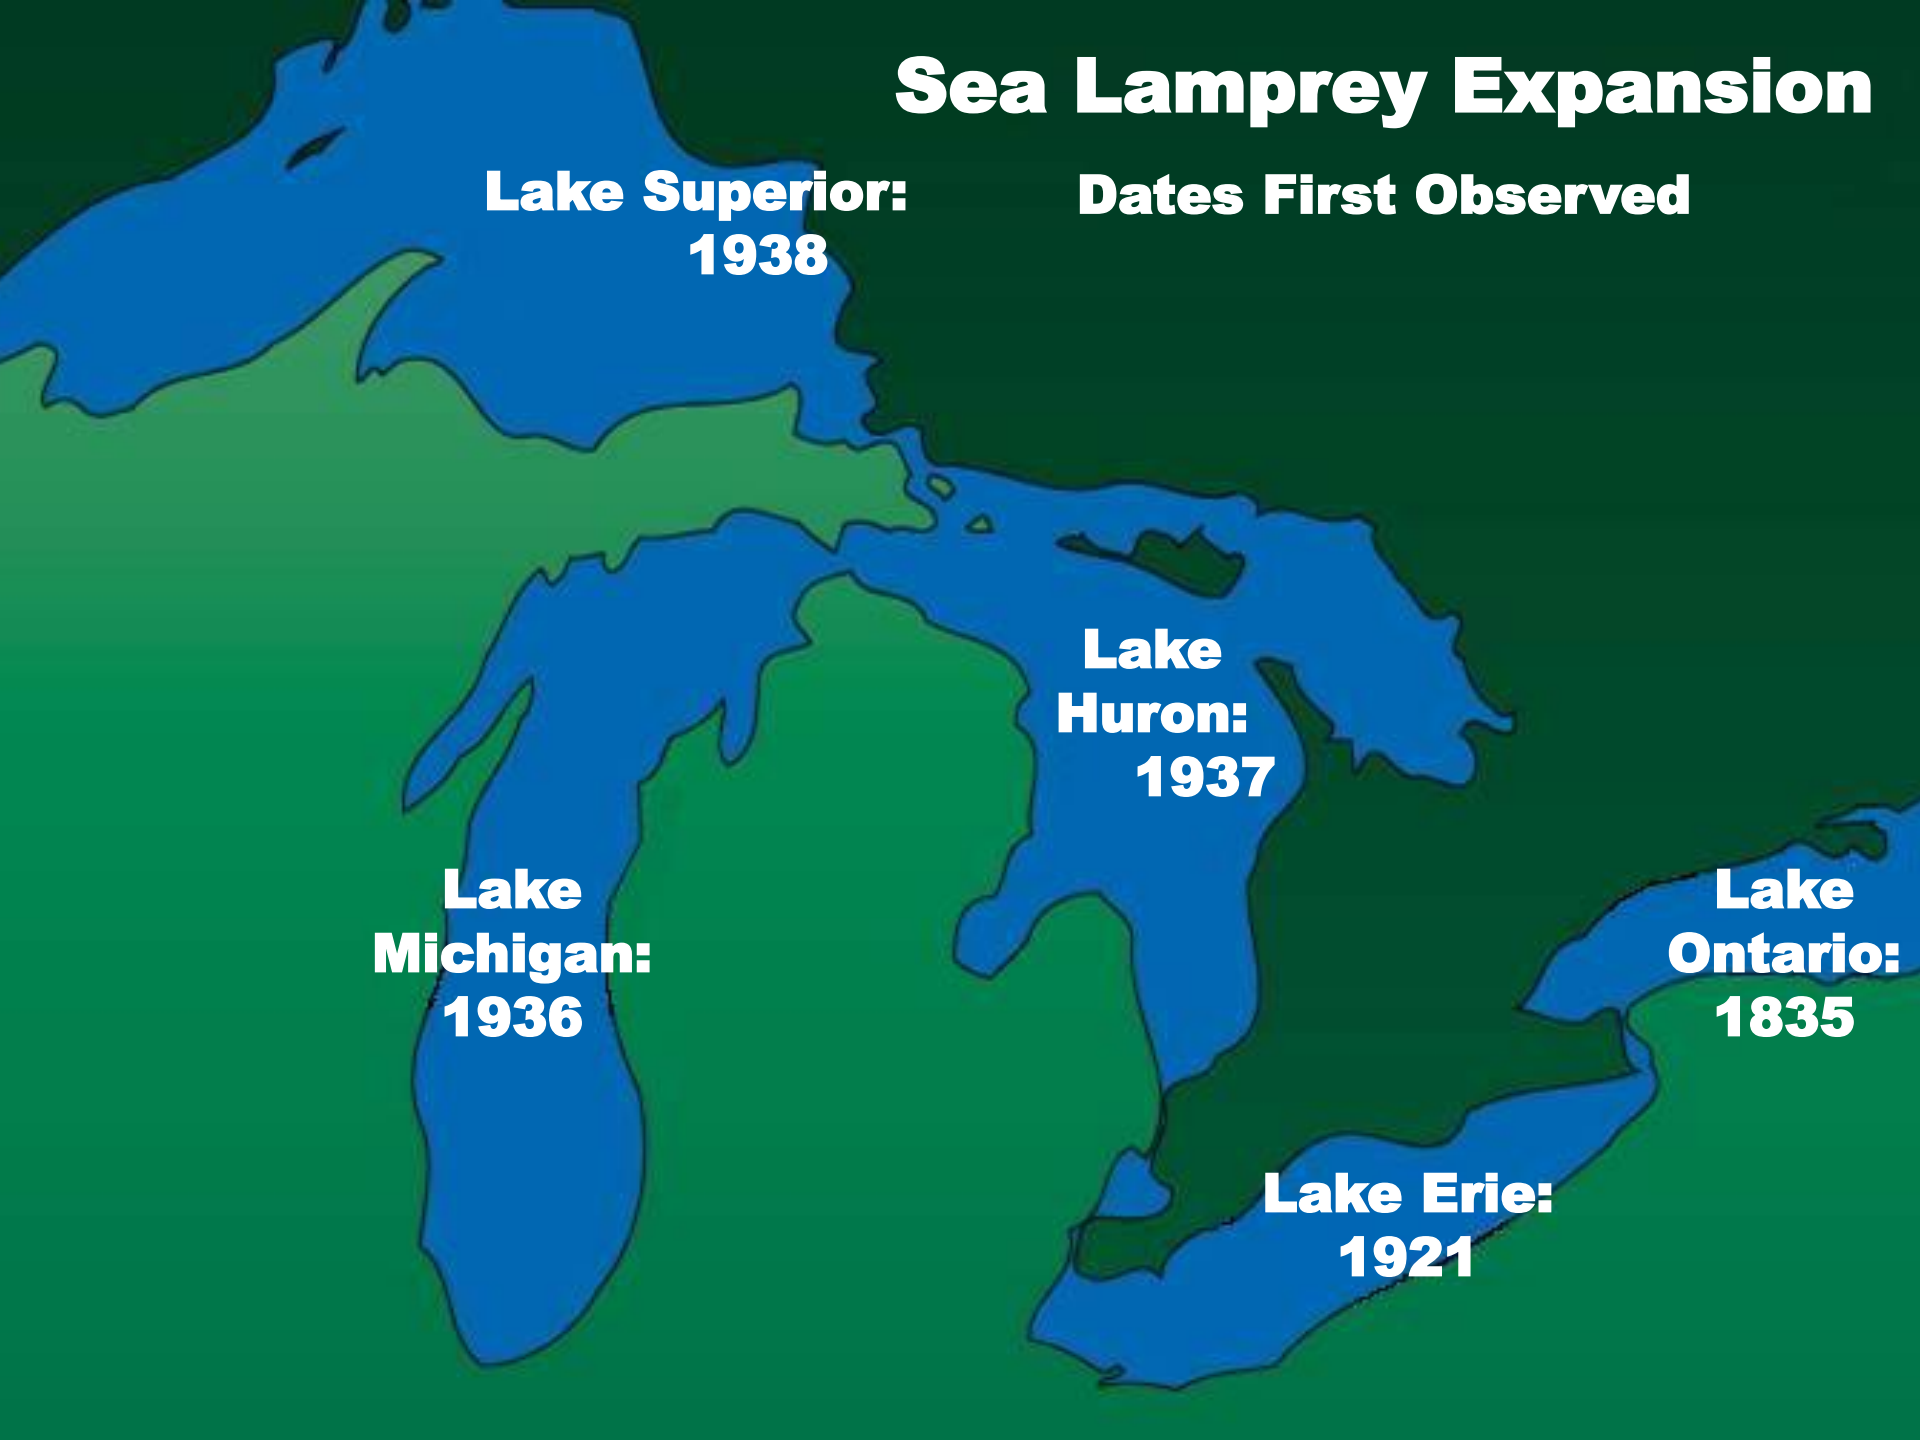 Sea Lamprey Expansion
Dates First Observed
Lake Superior:
1938
Lake
Huron:
1937
Lake
Michigan:
1936
Lake
Ontario:
1835
Lake Erie:
1921